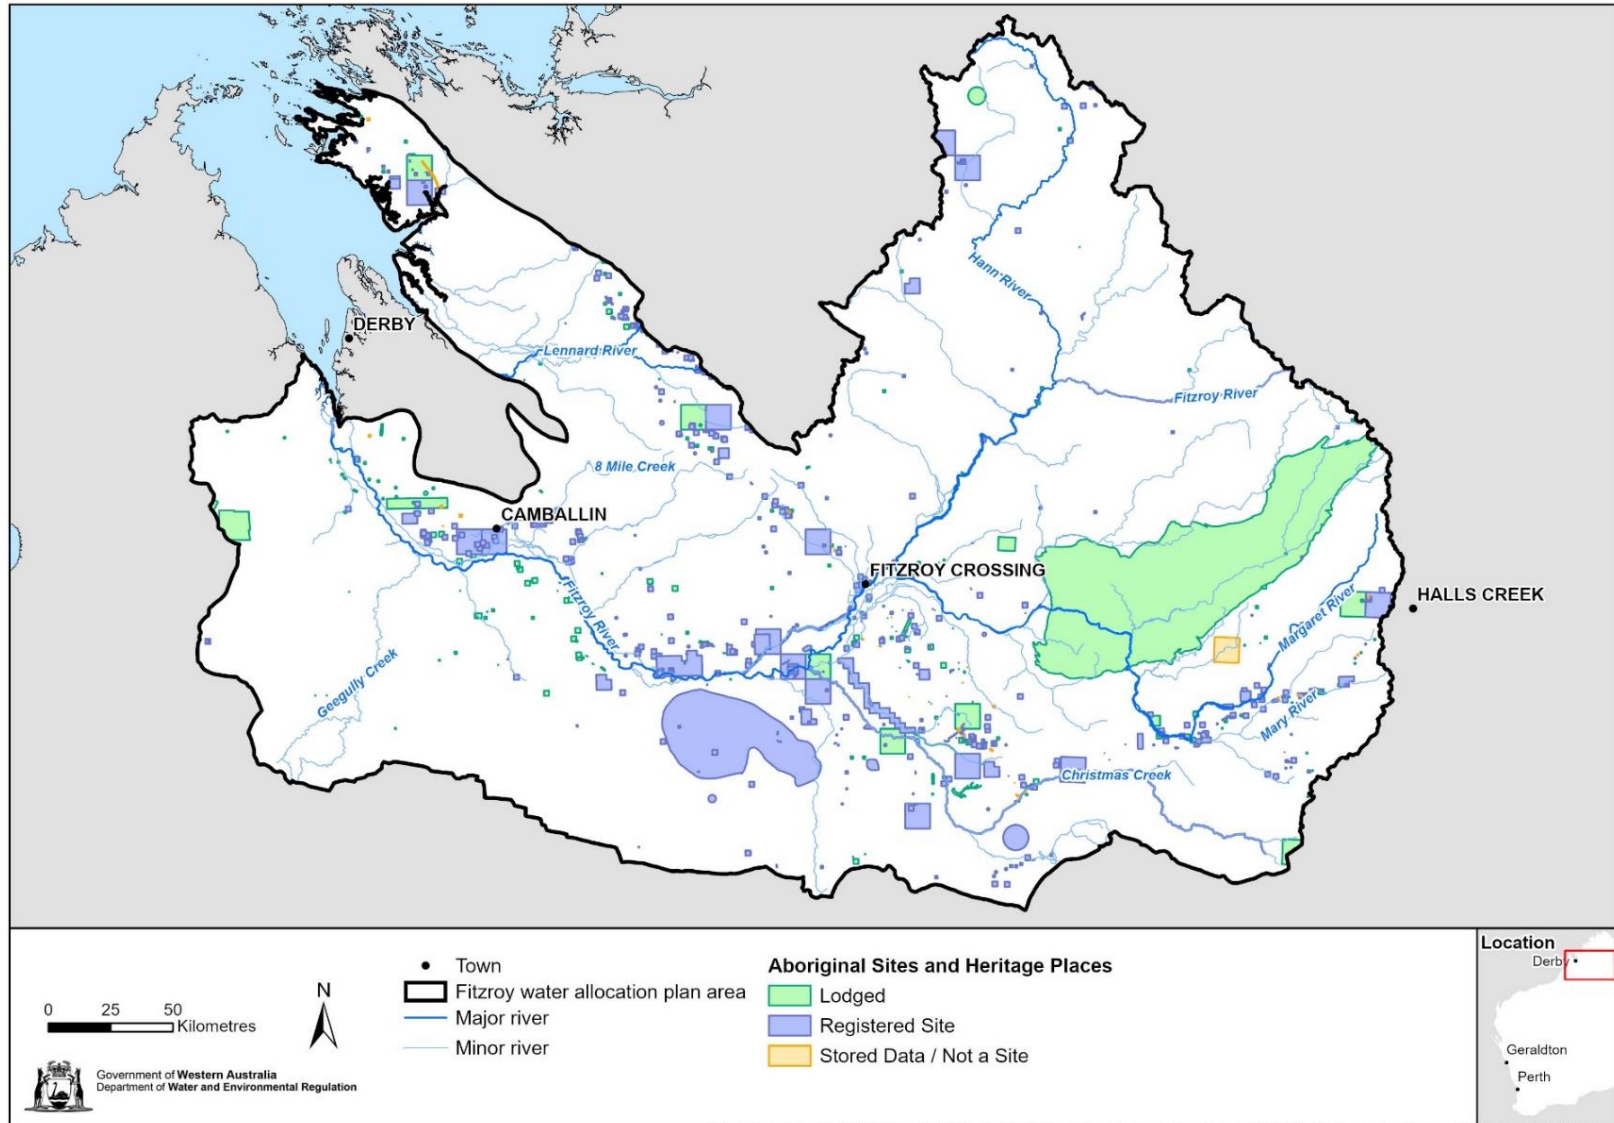 Hann River
DERBY
Lennard River
Fitzroy River
8 Mile Creek
CAMBALLIN
FITZROY CROSSING
HALLS CREEK
Fitzroy River
Margaret River
Geegully Creek
Mary River
Christmas Creek
0 25 50
Kilometres
N
Town
Fitzroy water allocation plan area
Major river
Minor river
Aboriginal Sites and Heritage Places
Lodged
Registered Site
Stored Data / Not a Site
Government of Western Australia
Department of Water and Environmental Regulation
Location
Derby
Geraldton
Perth